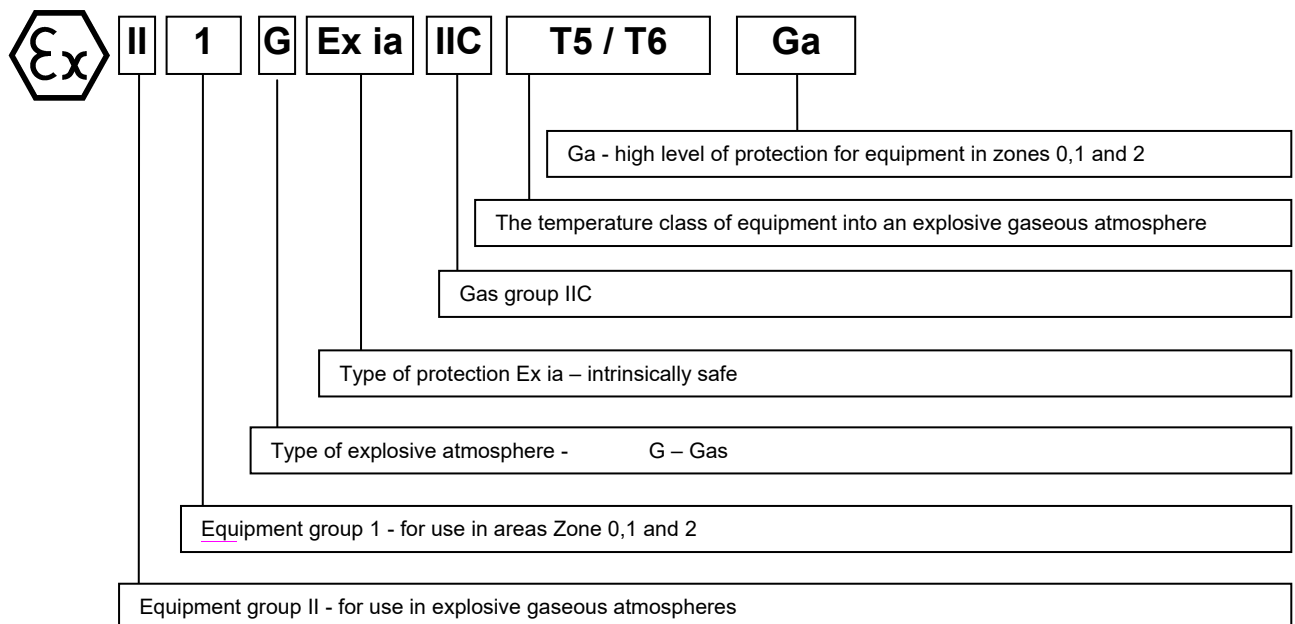 Ex II 1 G Ex ia IIC T5 / T6 Ga
Ga - high level of protection for equipment in zones 0,1 and 2
The temperature class of equipment into an explosive gaseous atmosphere
Gas group IIC
Type of protection Ex ia – intrinsically safe
Type of explosive atmosphere - G – Gas
Equipment group 1 - for use in areas Zone 0,1 and 2
Equipment group II - for use in explosive gaseous atmospheres